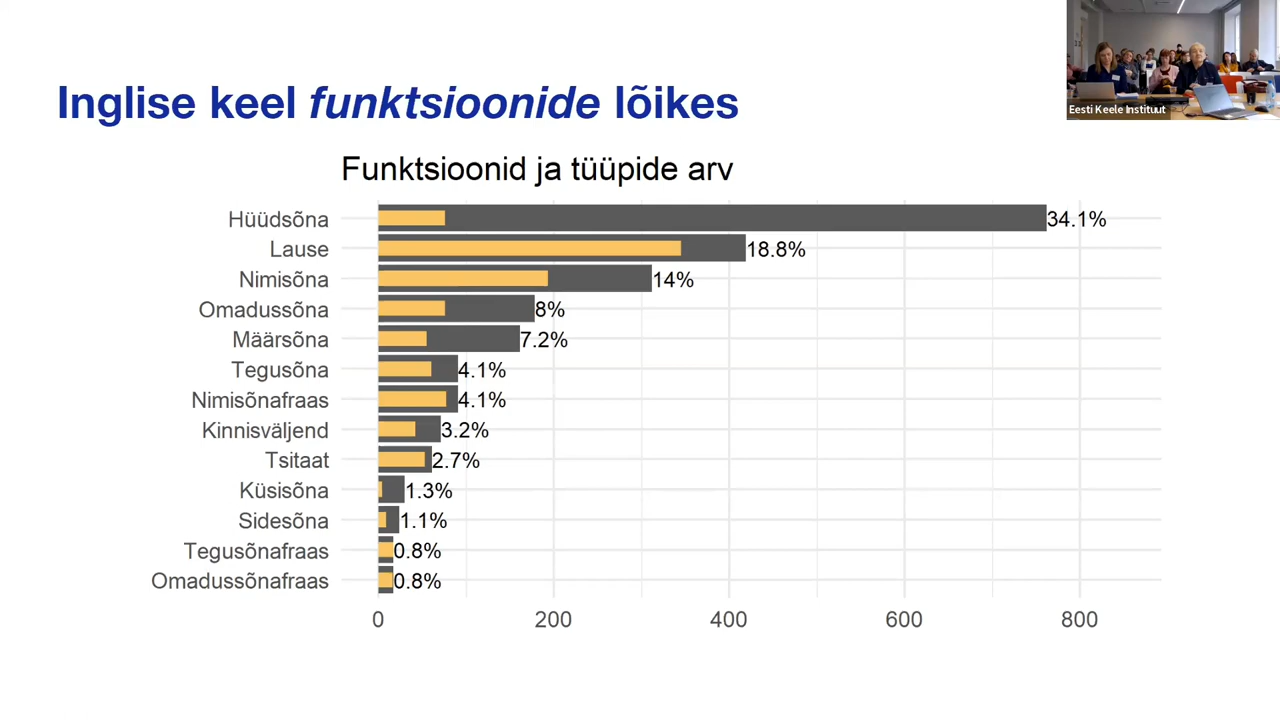 Inglise keel funktsioonide lõikes
Eesti Keele Instituut
Funktsioonid ja tüüpide arv
Hüüdsõna 34.1%
Lause 18.8%
Nimisõna 14%
Omadussõna 8%
Määrsõna 7.2%
Tegusõna 4.1%
Nimisõnafraas 4.1%
Kinnisväljend 3.2%
Tsitaat 2.7%
Küsisõna 1.3%
Sidesõna 1.1%
Tegusõnafraas 0.8%
Omadussõnafraas 0.8%
0 200 400 600 800